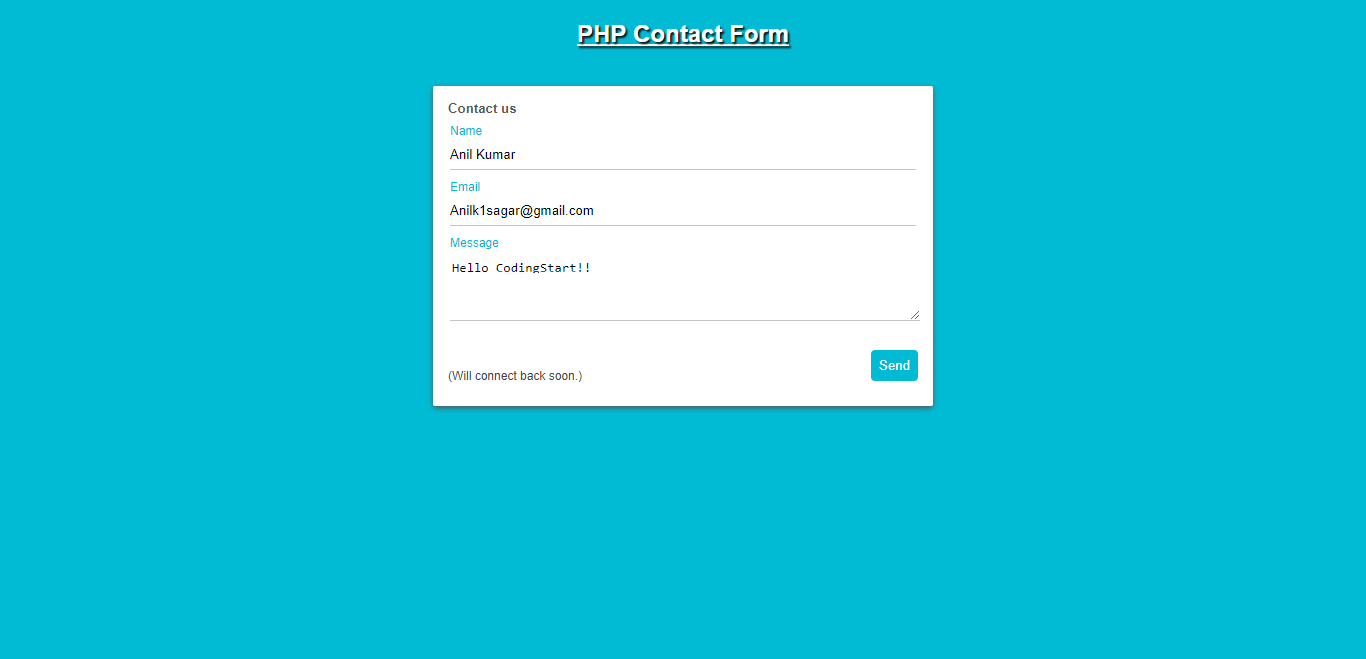 PHP Contact Form
Contact us
Name
Anil Kumar
Email
Anilk1sagar@gmail.com
Message
Hello CodingStart!!
Send
(Will connect back soon.)